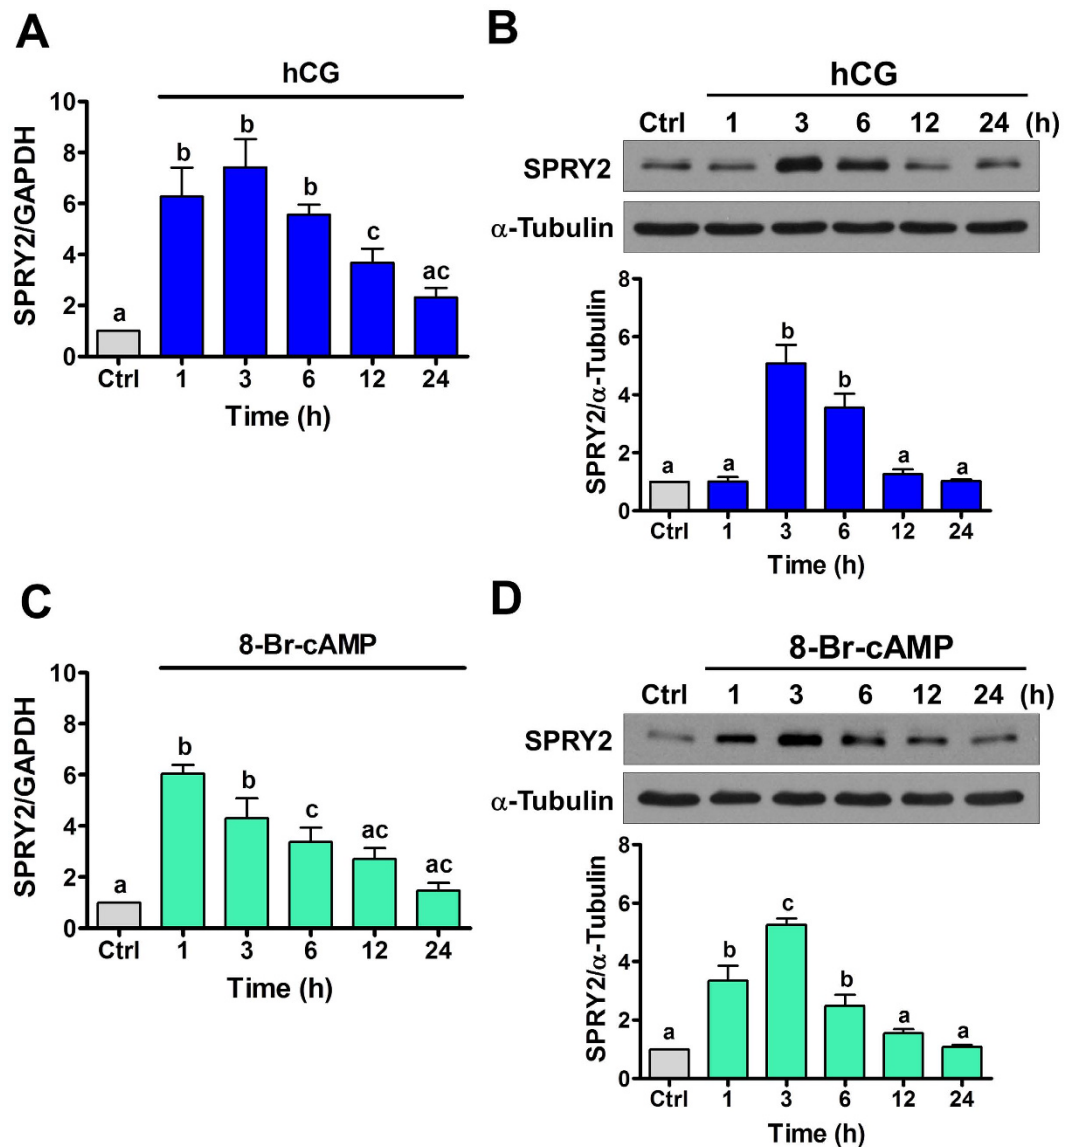 A
hCG
SPRY2/GAPDH
10
8
6
4
2
0
a
b
b
b
c
ac
Ctrl
1
3
6
12
24
Time (h)
B
hCG
Ctrl 1 3 6 12 24 (h)
SPRY2
α-Tubulin
SPRY2/α-Tubulin
8
6
4
2
0
a
a
b
b
a
a
Ctrl
1
3
6
12
24
Time (h)
C
8-Br-cAMP
SPRY2/GAPDH
10
8
6
4
2
0
a
b
b
c
ac
ac
Ctrl
1
3
6
12
24
Time (h)
D
8-Br-cAMP
Ctrl 1 3 6 12 24 (h)
SPRY2
α-Tubulin
SPRY2/α-Tubulin
8
6
4
2
0
a
b
c
b
a
a
Ctrl
1
3
6
12
24
Time (h)